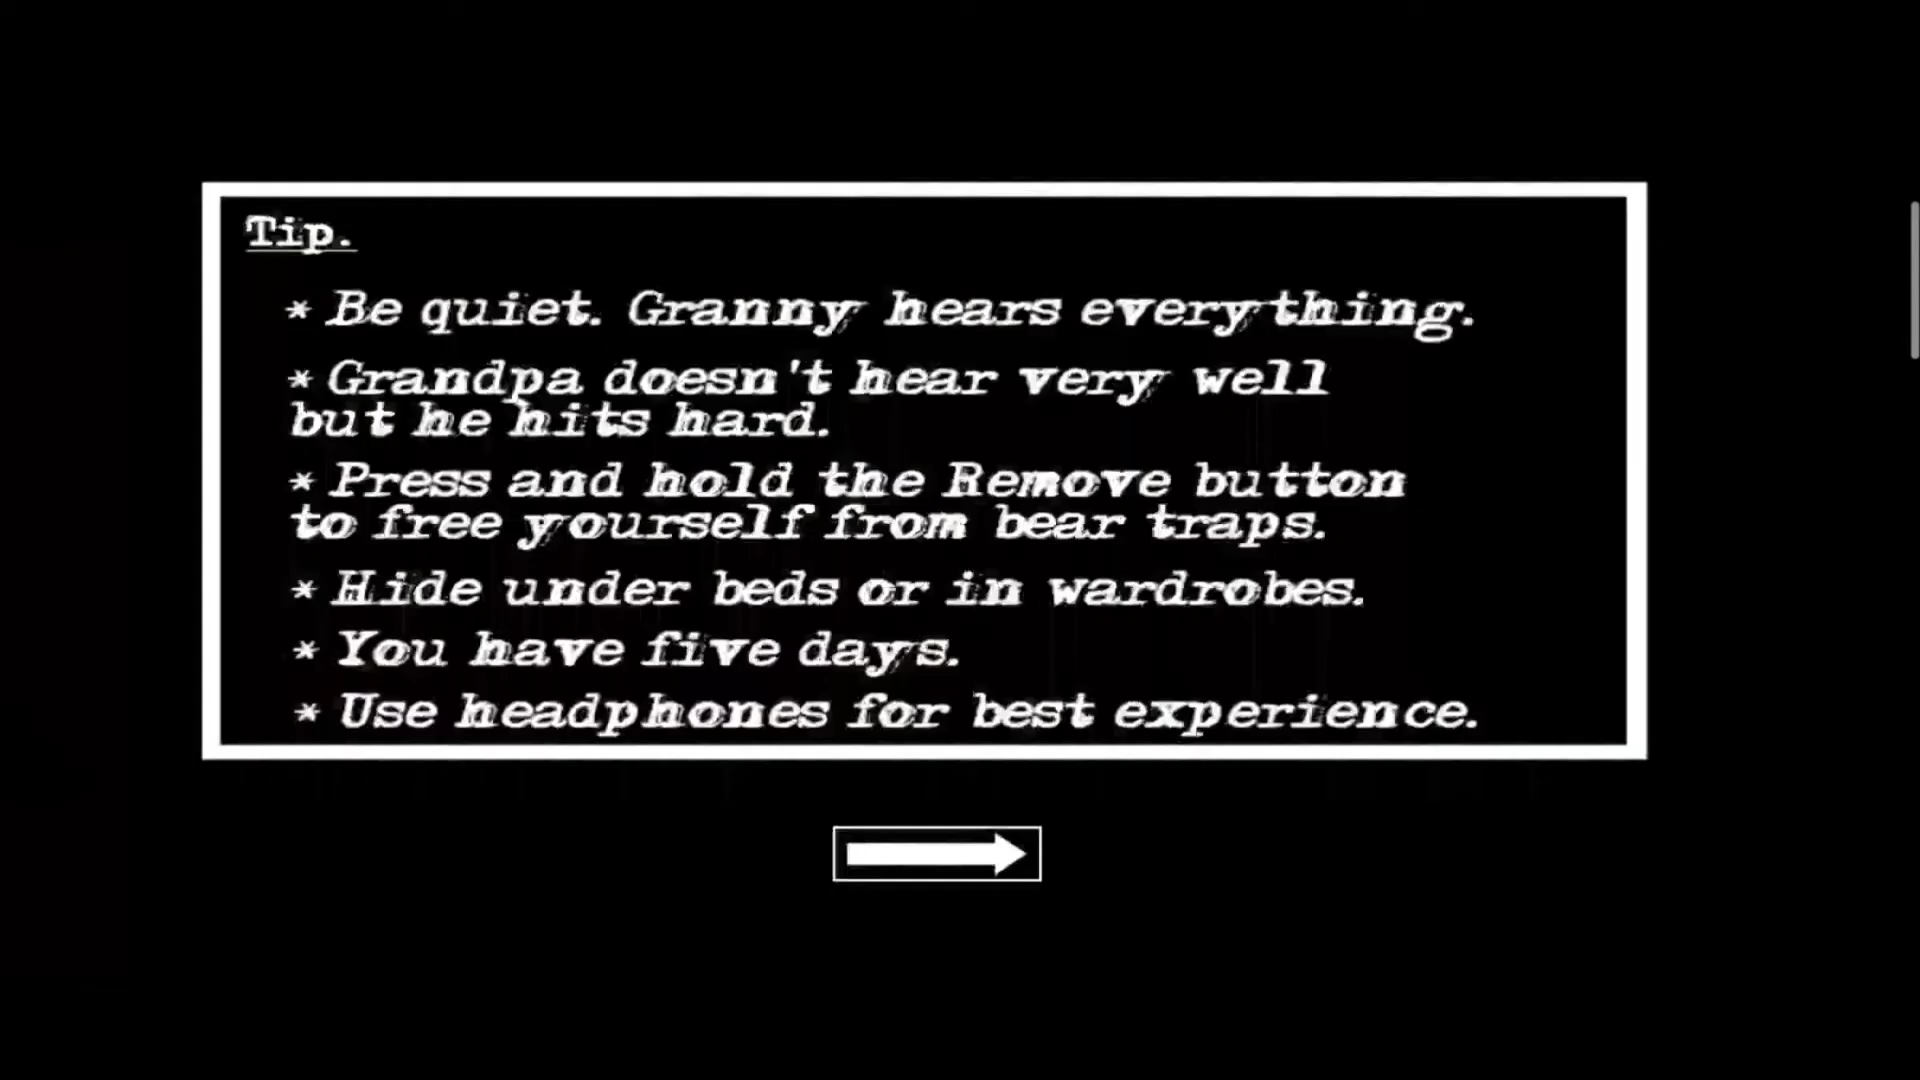 Tip.
* Be quiet. Granny hears everything.
* Grandpa doesn't hear very well
but he hits hard.
* Press and hold the Remove button
to free yourself from bear traps.
* Hide under beds or in wardrobes.
* You have five days.
* Use headphones for best experience.